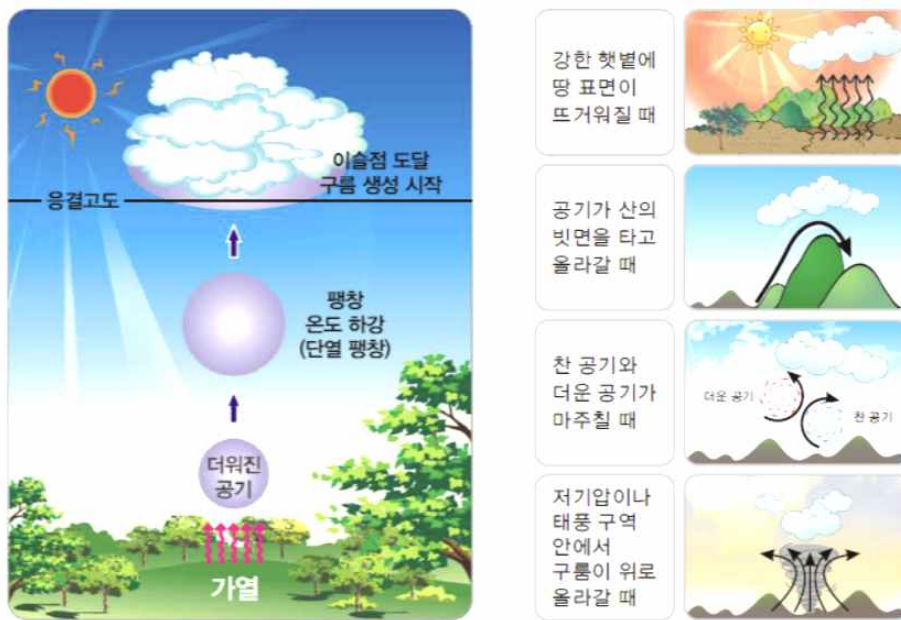 이슬점 도달
구름 생성 시작
응결고도
팽창
온도 하강
(단열 팽창)
더워진
공기
가열
강한 햇볕에
땅 표면이
뜨거워질 때
공기가 산의
빗면을 타고
올라갈 때
찬 공기와
더운 공기가
마주칠 때
더운 공기
찬 공기
저기압이나
태풍 구역
안에서
구룸이 위로
올라갈 때